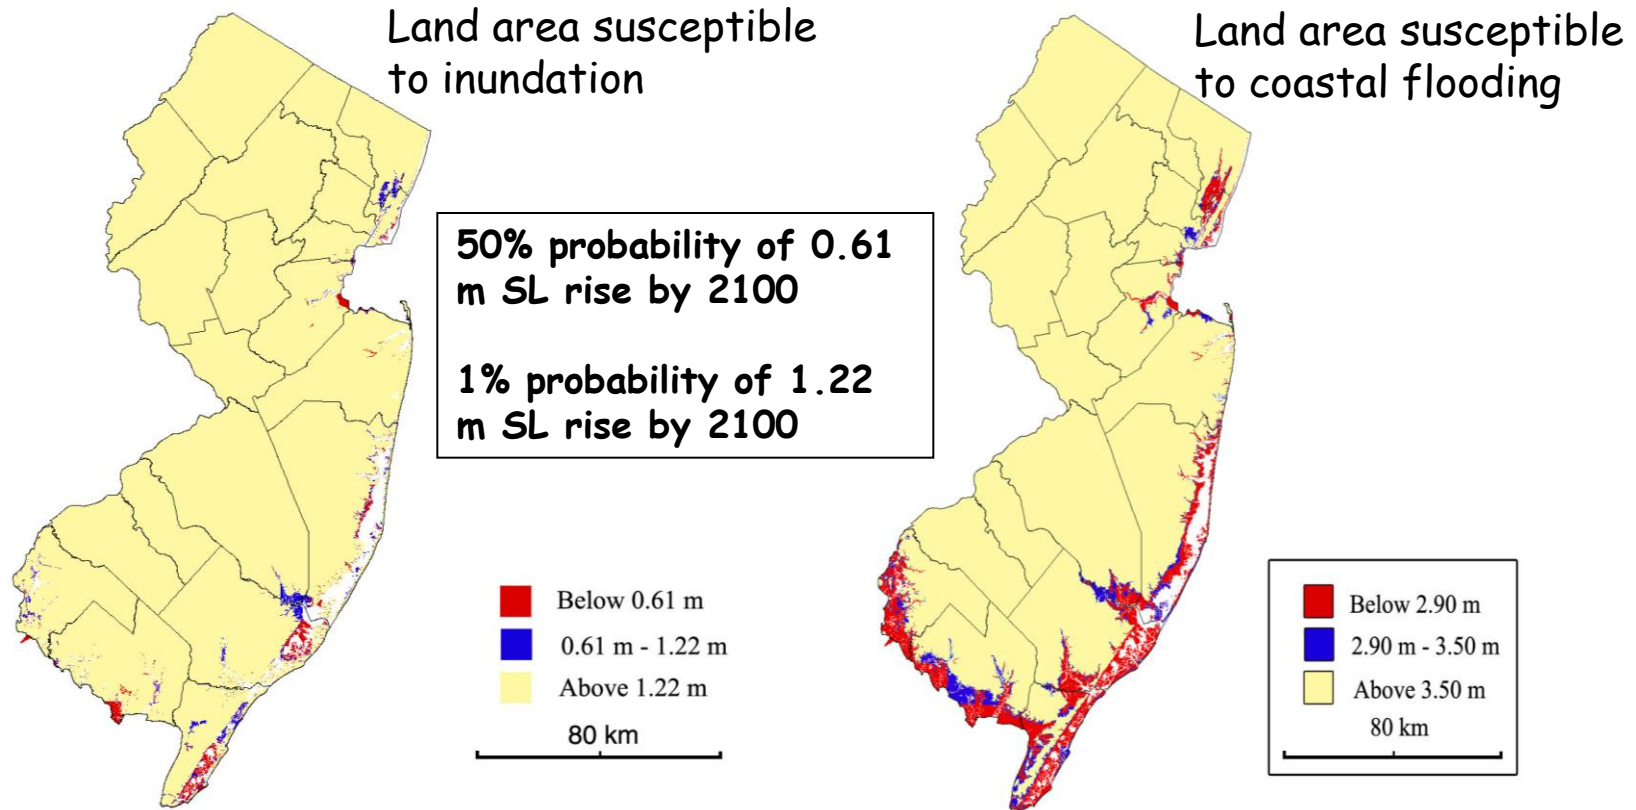 Land area susceptible
to inundation
Land area susceptible
to coastal flooding
50% probability of 0.61
m SL rise by 2100
1% probability of 1.22
m SL rise by 2100
Below 0.61 m
0.61 m - 1.22 m
Above 1.22 m
80 km
Below 2.90 m
2.90 m - 3.50 m
Above 3.50 m
80 km